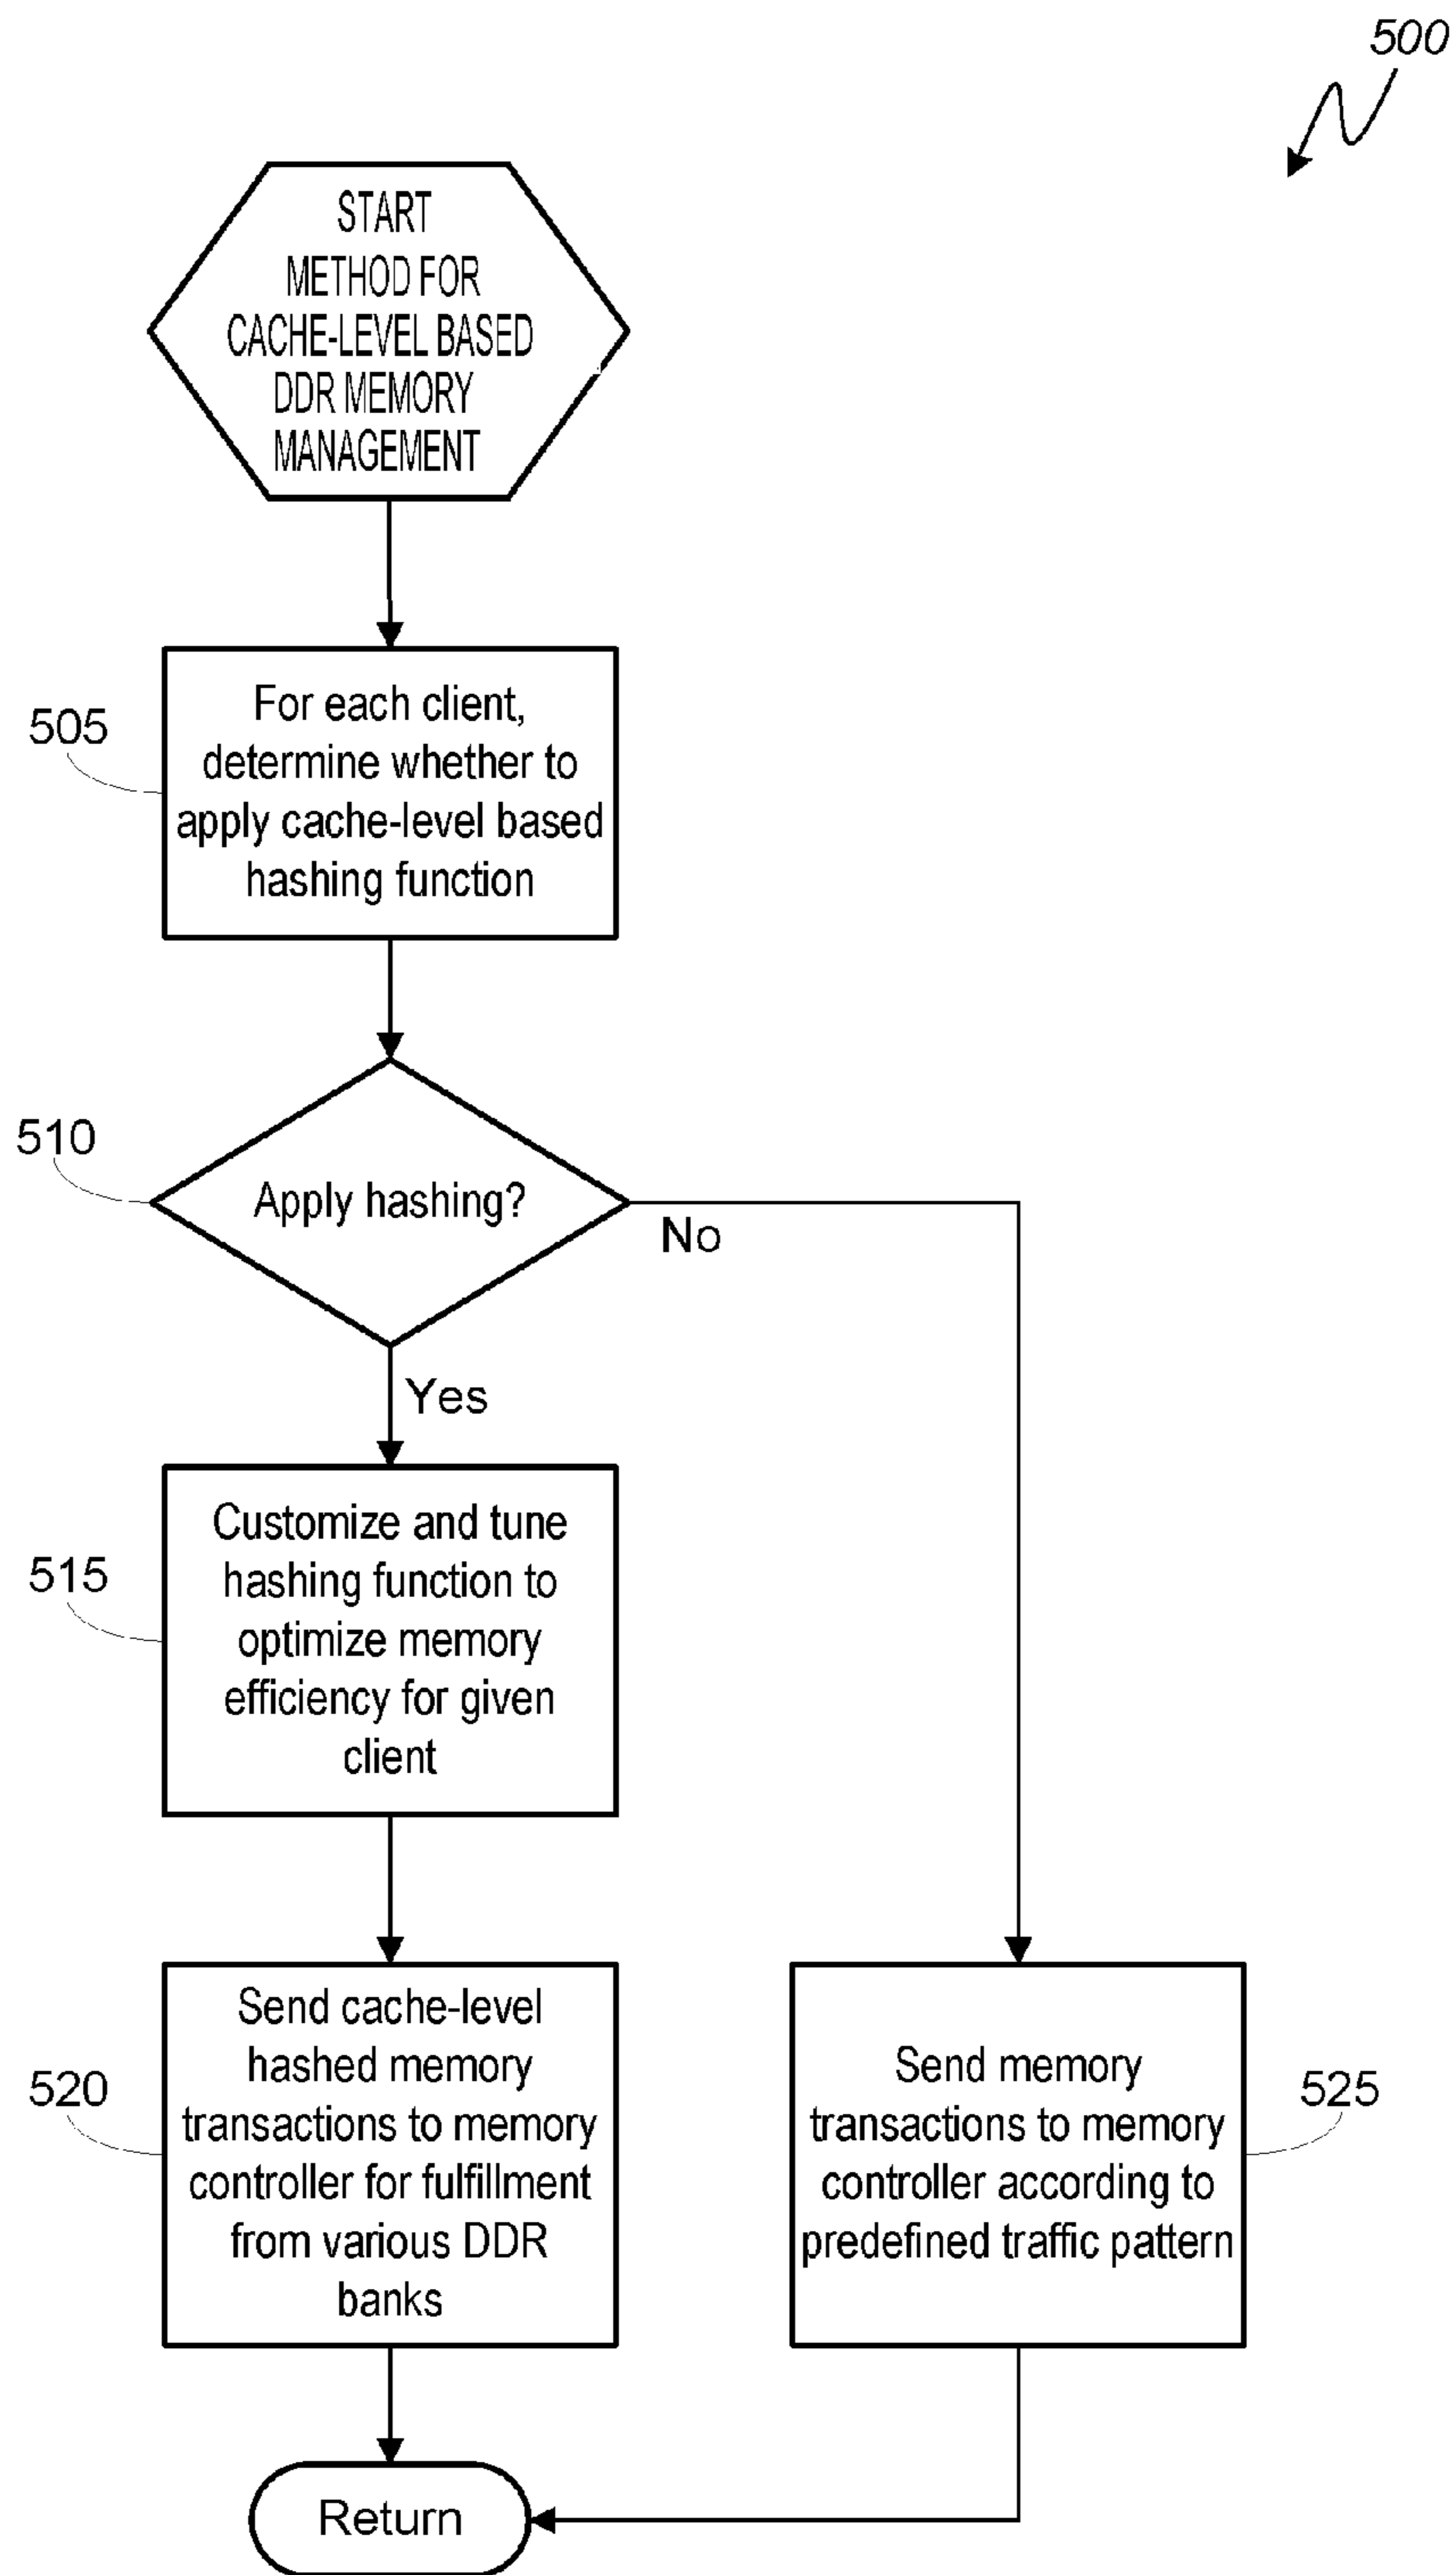 500
START
METHOD FOR
CACHE-LEVEL BASED
DDR MEMORY
MANAGEMENT
505
For each client,
determine whether to
apply cache-level based
hashing function
510
Apply hashing?
No
Yes
515
Customize and tune
hashing function to
optimize memory
efficiency for given
client
520
Send cache-level
hashed memory
transactions to memory
controller for fulfillment
from various DDR
banks
Send memory
transactions to memory
controller according to
predefined traffic pattern
525
Return